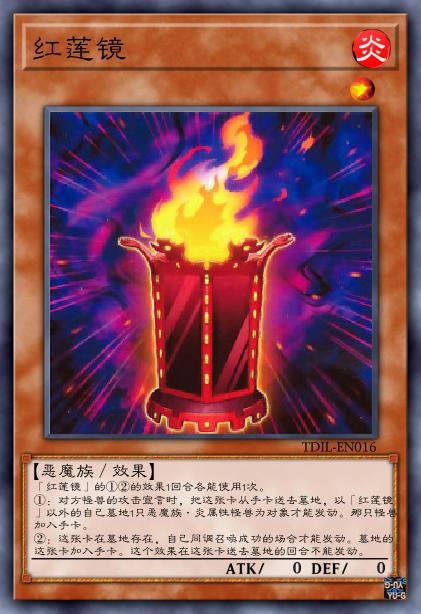 红莲镜
炎
TDIL-EN016
【恶魔族／效果】
「红莲镜」的①②的效果1回合各能使用1次。
①：对方怪兽的攻击宣言时，把这张卡从手卡送去墓地，以「红莲镜
」以外的自己墓地1只恶魔族·炎属性怪兽为对象才能发动。那只怪兽
加入手卡。
②：这张卡在墓地存在，自己同调召唤成功的场合才能发动。墓地的
这张卡加入手卡。这个效果在这张卡送去墓地的回合不能发动。
ATK/ 0 DEF/ 0